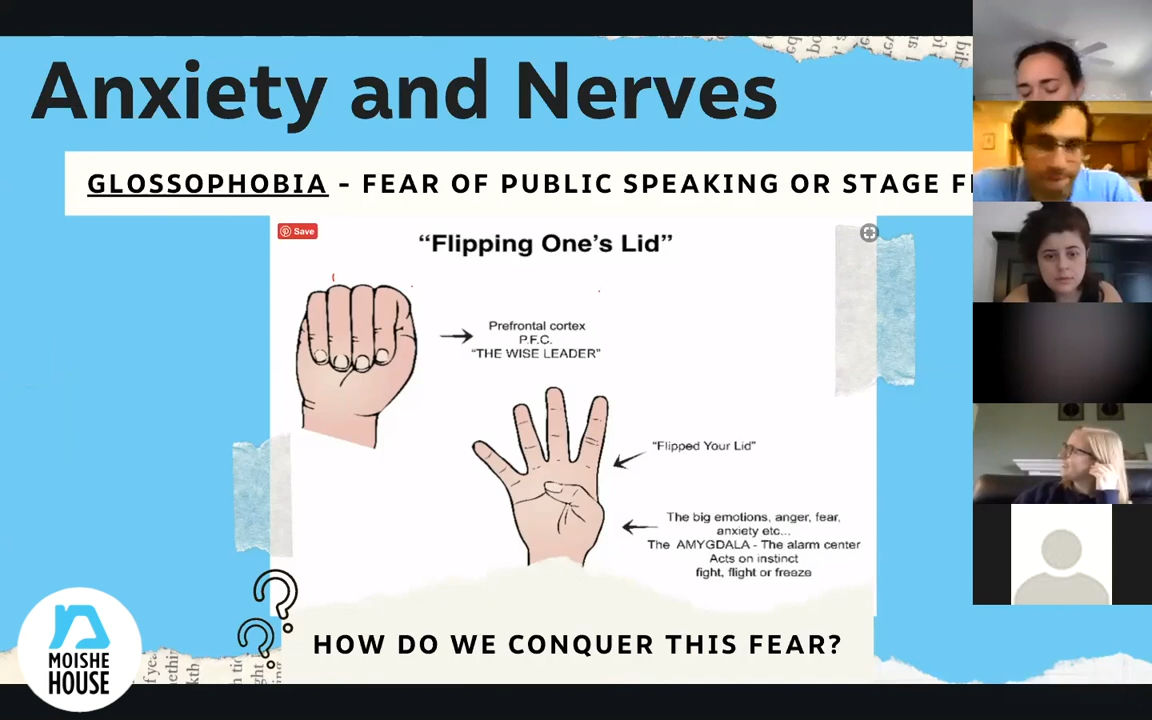 Anxiety and Nerves
GLOSSOPHOBIA - FEAR OF PUBLIC SPEAKING OR STAGE
Save
“Flipping One’s Lid”
Prefrontal cortex
P.F.C.
“THE WISE LEADER”
“Flipped Your Lid”
The big emotions, anger, fear,
anxiety etc...
The AMYGDALA - The alarm center
Acts on instinct
fight, flight or freeze
HOW DO WE CONQUER THIS FEAR?
MOISHE
HOUSE